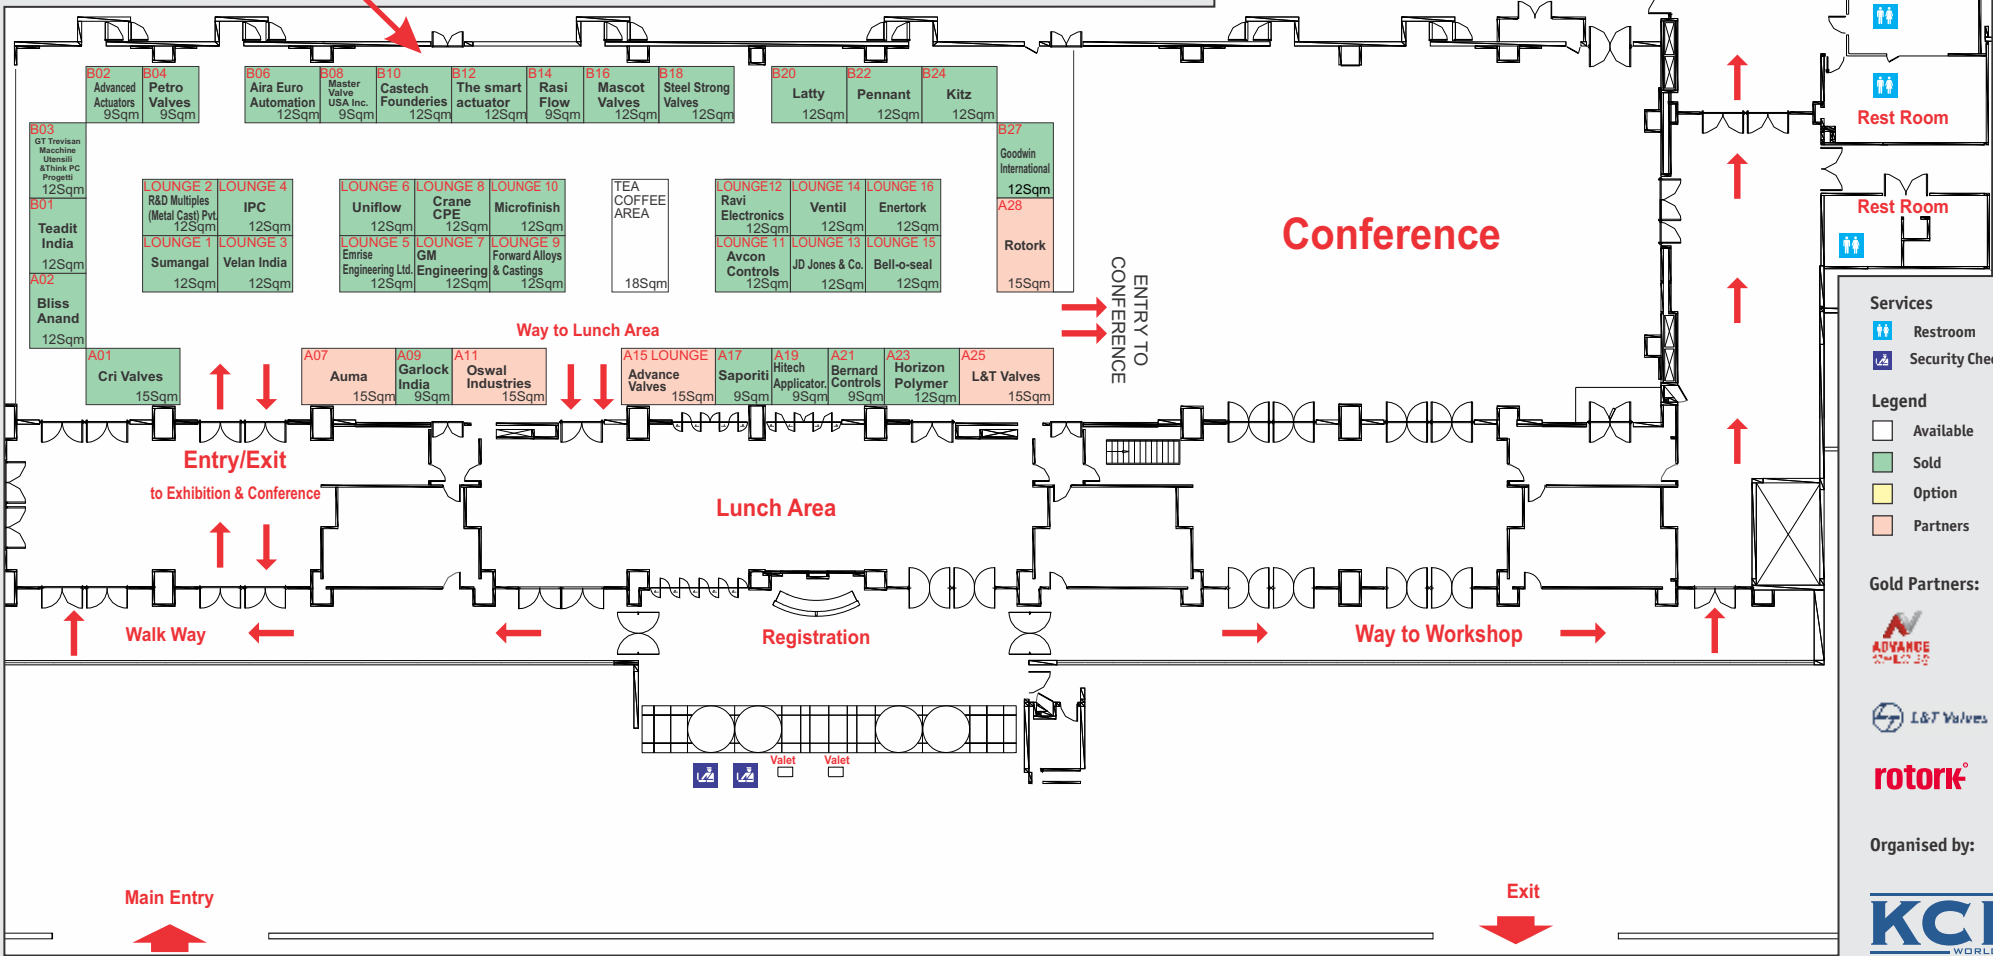 B02
Advanced
Actuators
9Sqm
B04
Petro
Valves
9Sqm
B06
Aira Euro
Automation
12Sqm
B08
Master
Valve
USA Inc.
9Sqm
B10
Castech
Founderies
12Sqm
B12
The smart
actuator
12Sqm
B14
Rasi
Flow
9Sqm
B16
Mascot
Valves
12Sqm
B18
Steel Strong
Valves
12Sqm
B20
Latty
12Sqm
B22
Pennant
12Sqm
B24
Kitz
12Sqm
B27
Goodwin
International
12Sqm
A28
Rotork
15Sqm
B03
GT Trevisan
Macchine
Utensili
&Think PC
Progetti
12Sqm
B01
Teadit
India
12Sqm
A02
Bliss
Anand
12Sqm
LOUNGE 2
R&D Multiples
(Metal Cast) Pvt.
12Sqm
LOUNGE 4
IPC
12Sqm
LOUNGE 1
Sumangal
12Sqm
LOUNGE 3
Velan India
12Sqm
LOUNGE 6
Uniflow
12Sqm
LOUNGE 8
Crane
CPE
12Sqm
LOUNGE 10
Microfinish
12Sqm
LOUNGE 5
Emrise
Engineering Ltd.
12Sqm
LOUNGE 7
GM
Engineering
12Sqm
LOUNGE 9
Forward Alloys
& Castings
12Sqm
TEA
COFFEE
AREA
18Sqm
LOUNGE12
Ravi
Electronics
12Sqm
LOUNGE 14
Ventil
12Sqm
LOUNGE 16
Enertork
12Sqm
LOUNGE 11
Avcon
Controls
12Sqm
LOUNGE 13
JD Jones & Co.
12Sqm
LOUNGE 15
Bell-o-seal
12Sqm
Conference
ENTRY TO
CONFERENCE
Way to Lunch Area
A01
Cri Valves
15Sqm
A07
Auma
15Sqm
A09
Garlock
India
9Sqm
A11
Oswal
Industries
15Sqm
A15 LOUNGE
Advance
Valves
15Sqm
A17
Saporiti
9Sqm
A19
Hitech
Applicator.
9Sqm
A21
Bernard
Controls
9Sqm
A23
Horizon
Polymer
12Sqm
A25
L&T Valves
15Sqm
Rest Room
Rest Room
Entry/Exit
to Exhibition & Conference
Lunch Area
Walk Way
Registration
Way to Workshop
Valet
Valet
Main Entry
Exit
Services
Restroom
Security Chec
Legend
Available
Sold
Option
Partners
Gold Partners:
ADVANCE
L&T Valves
rotork
Organised by:
KCI
WORL